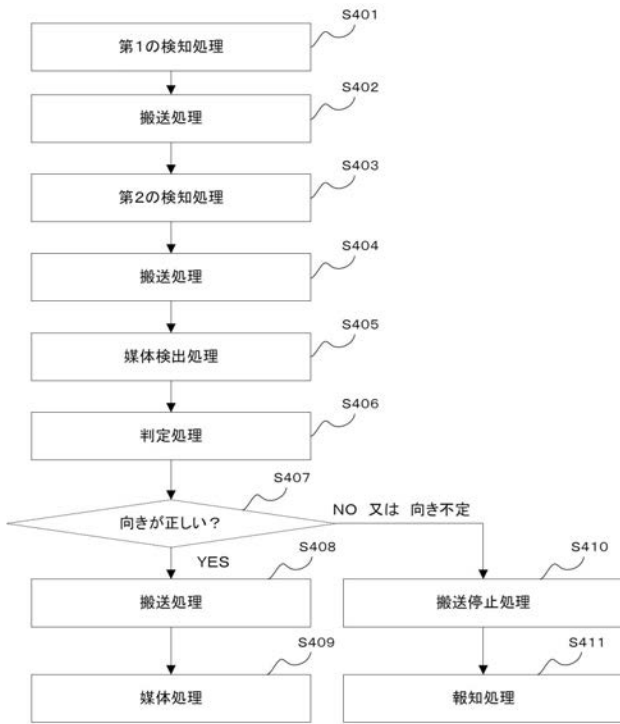 S401
第1の検知処理
S402
搬送処理
S403
第2の検知処理
S404
搬送処理
S405
媒体検出処理
S406
判定処理
S407
向きが正しい？
NO 又は 向き不定
YES
S408
搬送処理
S410
搬送停止処理
S409
媒体処理
S411
報知処理